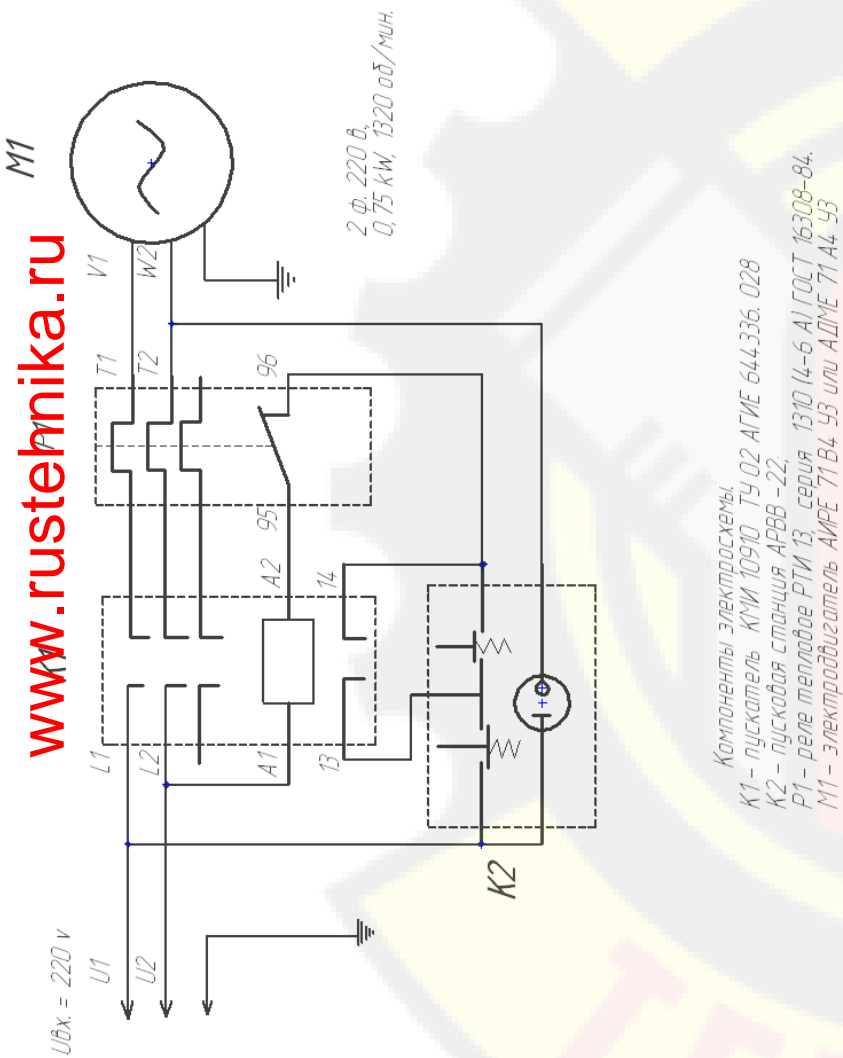 www.rustehnika.ru
Uвх. = 220 v
U1
U2
L1
L2
A1
13
K1
A2
14
95
96
P1
T1
T2
V1
W2
M1
2 ф. 220 в,
0,75 KW, 1320 об/мин.
K2
Компоненты электросхемы.
К1 - пускатель КМИ 10910 ТУ 02 АГИЕ 644336. 028
К2 - пусковая станция АРВВ -22,
Р1 - реле тепловое РТИ 13, серия 1310 (4-6 А) ГОСТ 16308-84.
М1 - электродвигатель АИРЕ 71 В4 У3 или АДМЕ 71 А4 У3